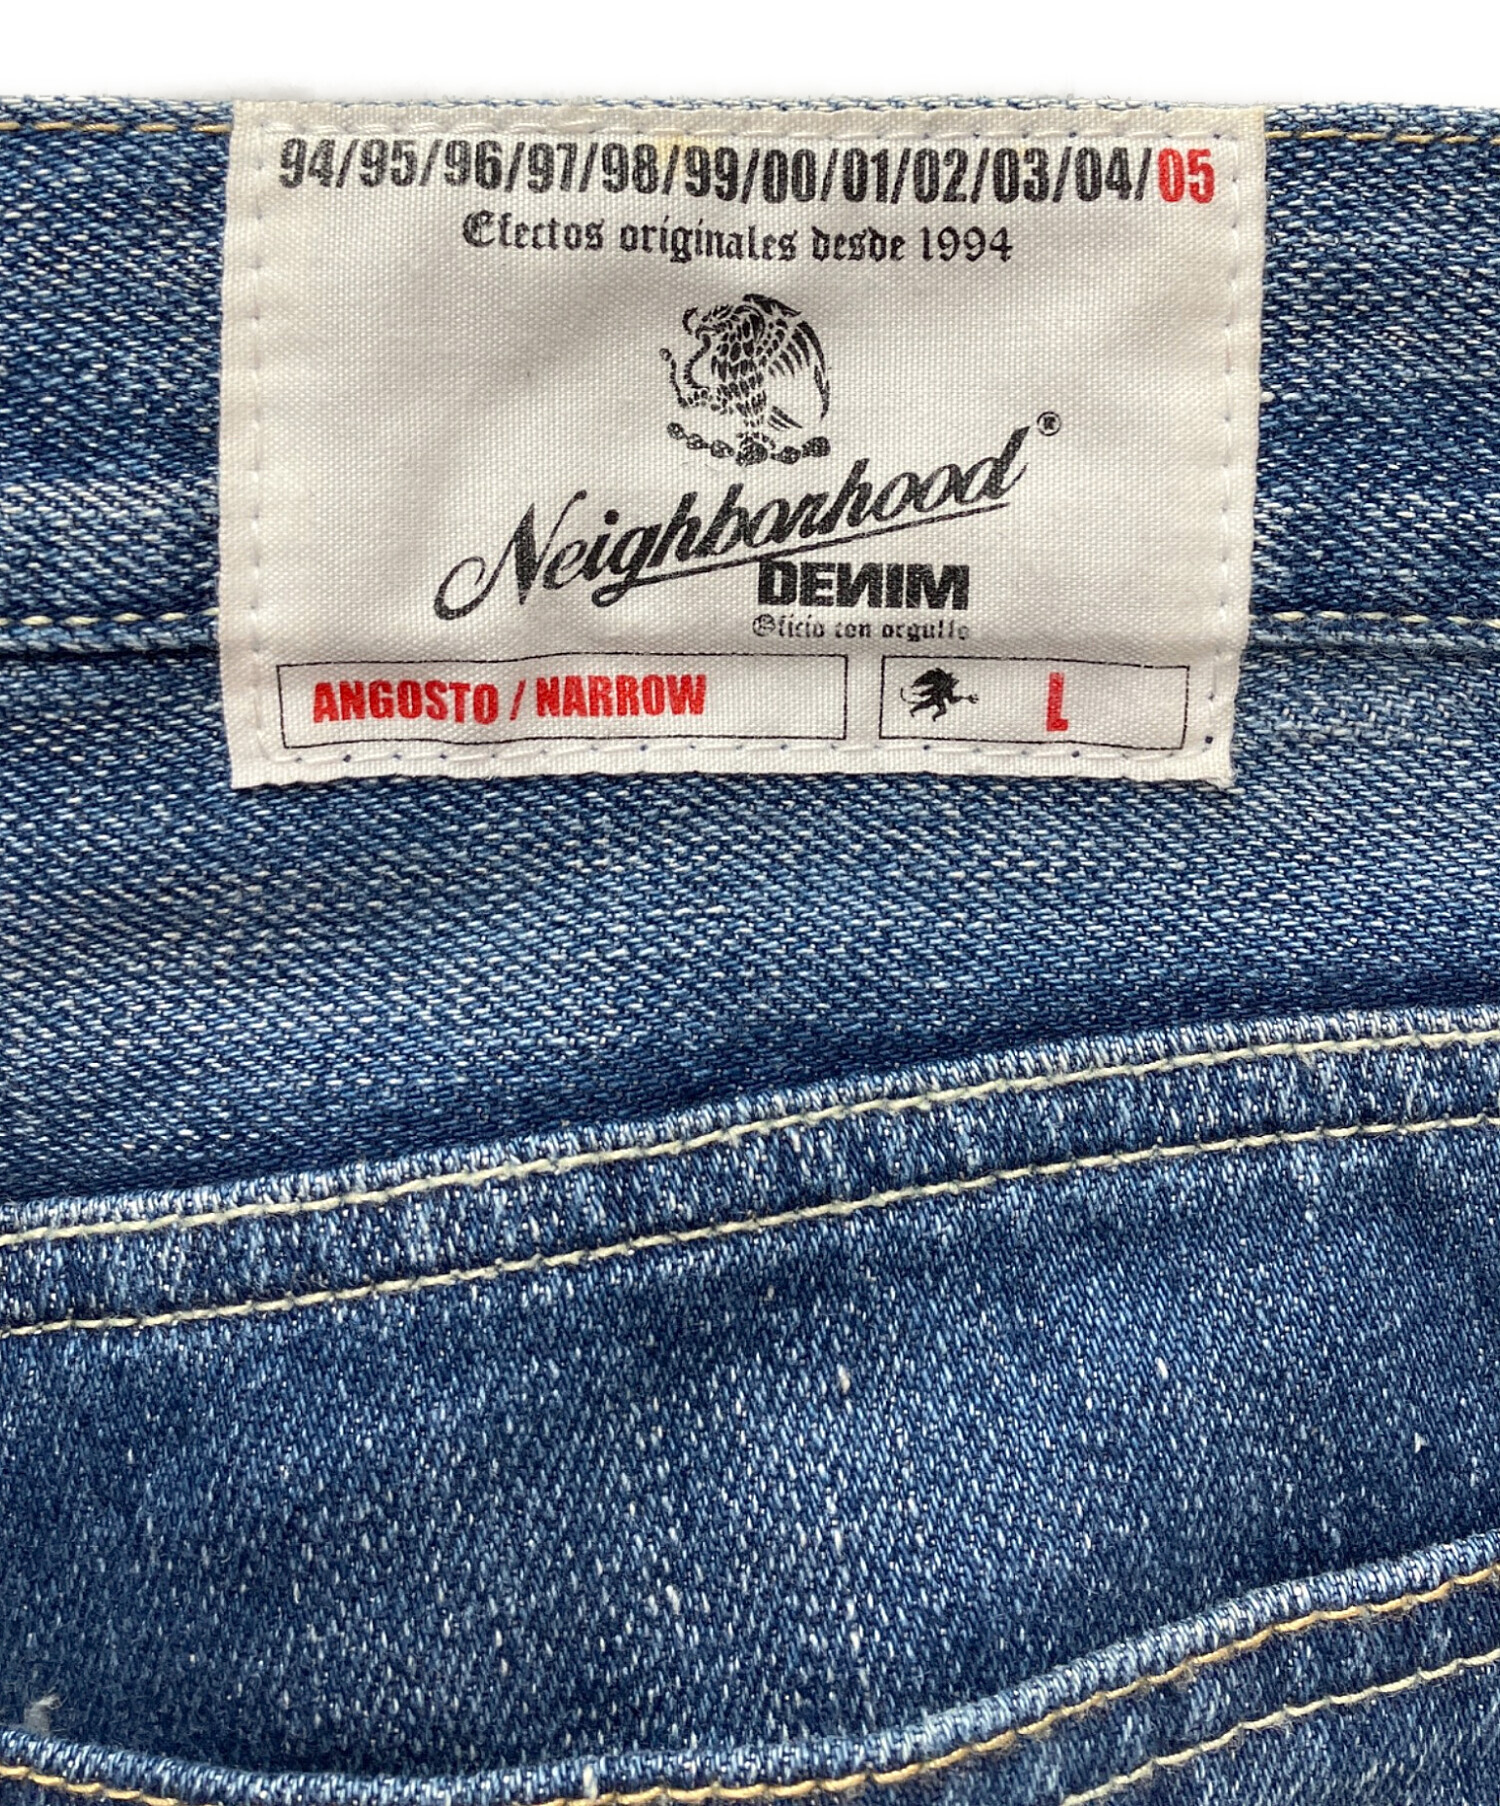 94/95/96/97/98/99/00/01/02/03/04/05
Efectos originales desde 1994
Neighborhood®
DENIM
Oficio con orgullo
ANGOSTO / NARROW
L